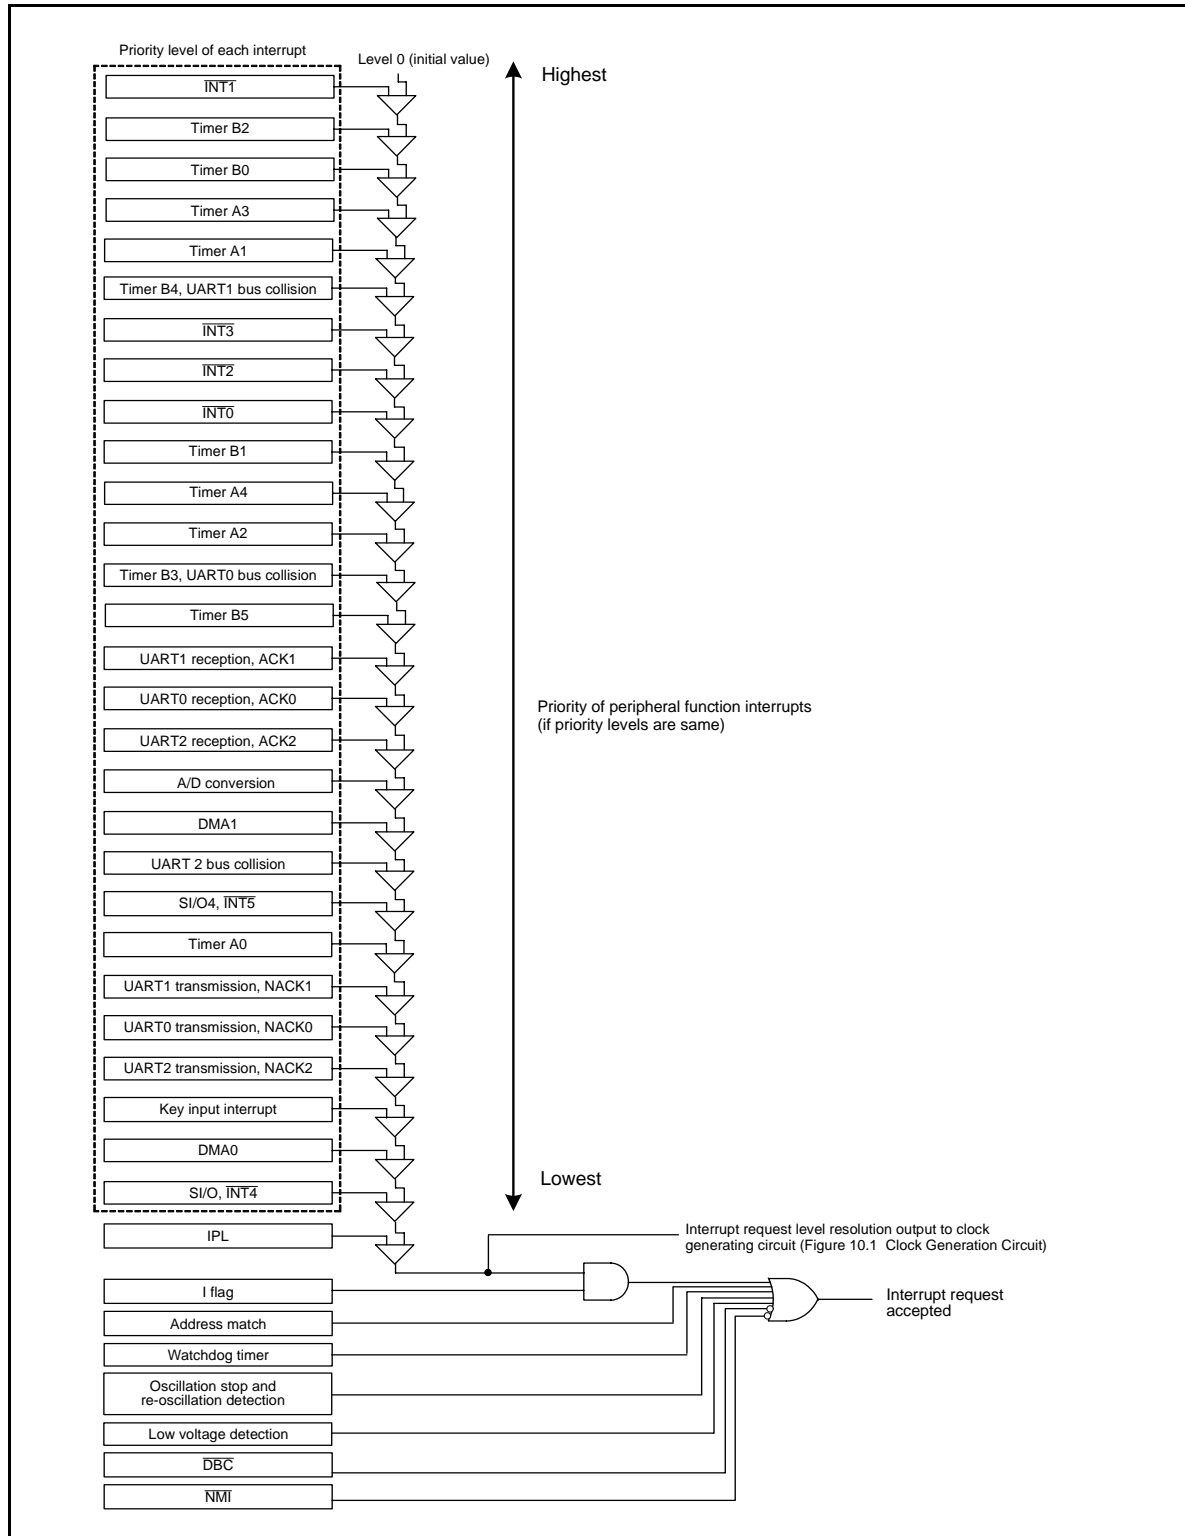 Priority level of each interrupt
Level 0 (initial value)
Highest
INT1
Timer B2
Timer B0
Timer A3
Timer A1
Timer B4, UART1 bus collision
INT3
INT2
INT0
Timer B1
Timer A4
Timer A2
Timer B3, UART0 bus collision
Timer B5
UART1 reception, ACK1
UART0 reception, ACK0
UART2 reception, ACK2
A/D conversion
DMA1
UART 2 bus collision
SI/O4, INT5
Timer A0
UART1 transmission, NACK1
UART0 transmission, NACK0
UART2 transmission, NACK2
Key input interrupt
DMA0
SI/O, INT4
Priority of peripheral function interrupts
(if priority levels are same)
Lowest
IPL
Interrupt request level resolution output to clock
generating circuit (Figure 10.1 Clock Generation Circuit)
I flag
Address match
Watchdog timer
Oscillation stop and
re-oscillation detection
Low voltage detection
DBC
NMI
Interrupt request
accepted